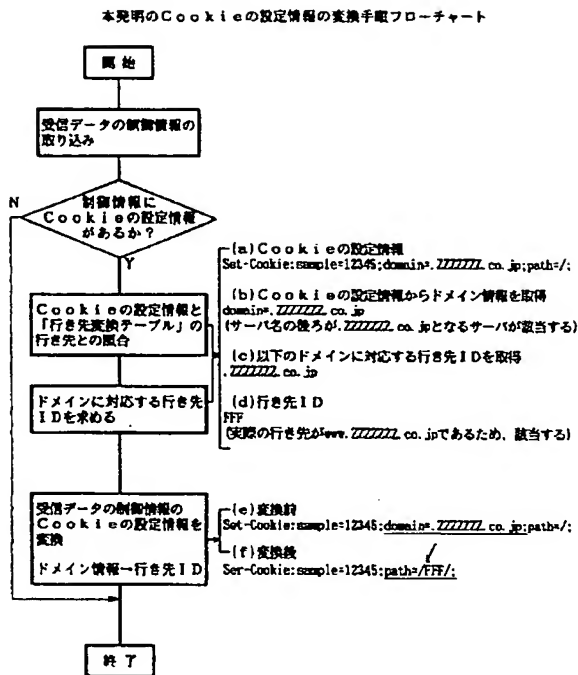 本発明のCookieの設定情報の変換手順フローチャート
開始
受信データの制御情報の
取り込み
N
制御情報に
Cookieの設定情報
があるか？
Y
Cookieの設定情報と
「行き先変換テーブル」の
行き先との照合
ドメインに対応する行き先
IDを求める
(a)Cookieの設定情報
Set-Cookie:sample=12345;domain=.ZZZZZZZ.co.jp;path=/;
(b)Cookieの設定情報からドメイン情報を取得
domain=.ZZZZZZZ.co.jp
(サーバ名の後ろが.ZZZZZZZ.co.jpとなるサーバが該当する)
(c)以下のドメインに対応する行き先IDを取得
.ZZZZZZZ.co.jp
(d)行き先ID
FFF
(実際の行き先がwww.ZZZZZZZ.co.jpであるため、該当する)
受信データの制御情報の
Cookieの設定情報を
変換
ドメイン情報→行き先ID
(e)変換前
Set-Cookie:sample=12345;domain=.ZZZZZZZ.co.jp;path=/;
(f)変換後
Ser-Cookie:sample=12345;path=/FFF/;
終了